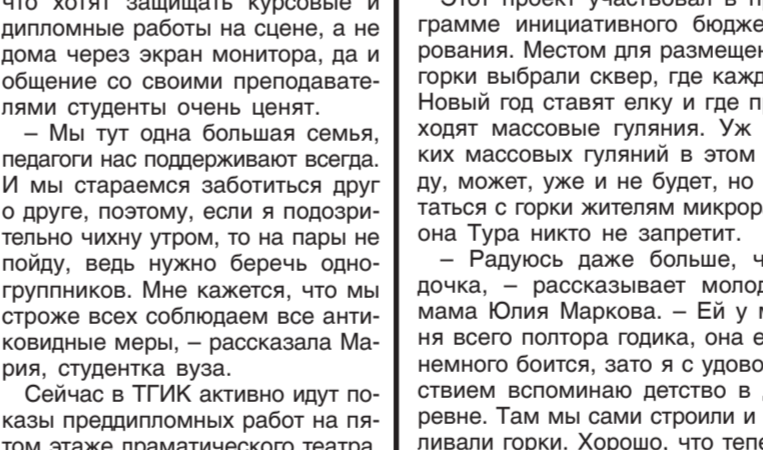 что хотят защищать курсовые и
дипломные работы на сцене, а не
дома через экран монитора, да и
общение со своими преподавате-
лями студенты очень ценят.
– Мы тут одна большая семья,
педагоги нас поддерживают всегда.
И мы стараемся заботиться друг
о друге, поэтому, если я подозри-
тельно чихну утром, то на пары не
пойду, ведь нужно беречь одно-
группников. Мне кажется, что мы
строже всех соблюдаем все анти-
ковидные меры, – рассказала Ма-
рия, студентка вуза.
Сейчас в ТГИК активно идут по-
казы преддипломных работ на пя-
том этаже драматического театра.
Этот проект участвовал в
грамме инициативного бюдже
рования. Местом для размещен
горки выбрали сквер, где кажд
Новый год ставят елку и где п
ходят массовые гуляния. Уж
ких массовых гуляний в этом
ду, может, уже и не будет, но
таться с горки жителям микрор
она Тура никто не запретит.
– Радуюсь даже больше, ч
дочка, – рассказывает молод
мама Юлия Маркова. – Ей у м
ня всего полтора годика, она е
немного боится, зато я с удово
ствием вспоминаю детство в
ревне. Там мы сами строили и
ливали горки. Хорошо, что тепе